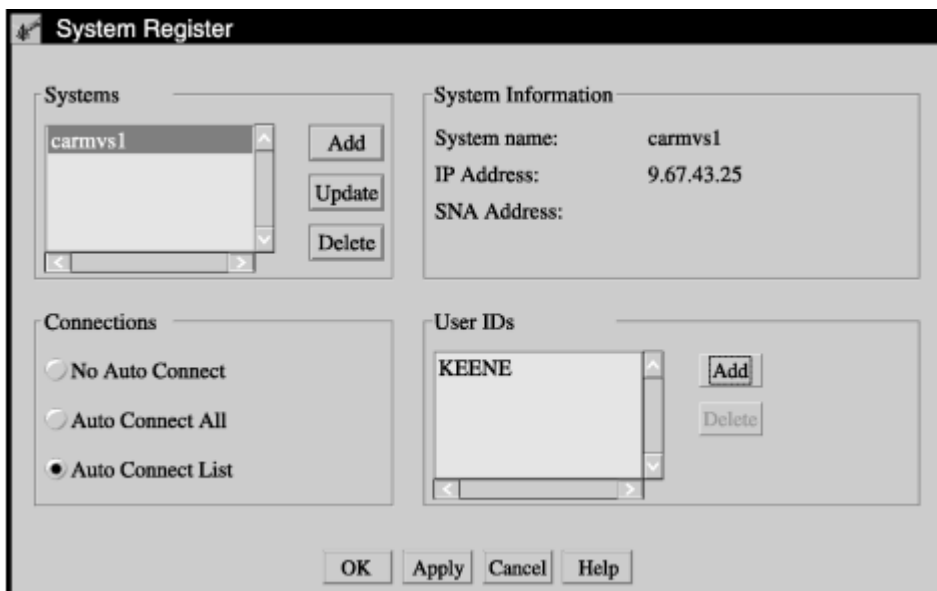 System Register
Systems
carmvs1
Add
Update
Delete
System Information
System name: carmvs1
IP Address: 9.67.43.25
SNA Address:
Connections
No Auto Connect
Auto Connect All
Auto Connect List
User IDs
KEENE
Add
Delete
OK Apply Cancel Help